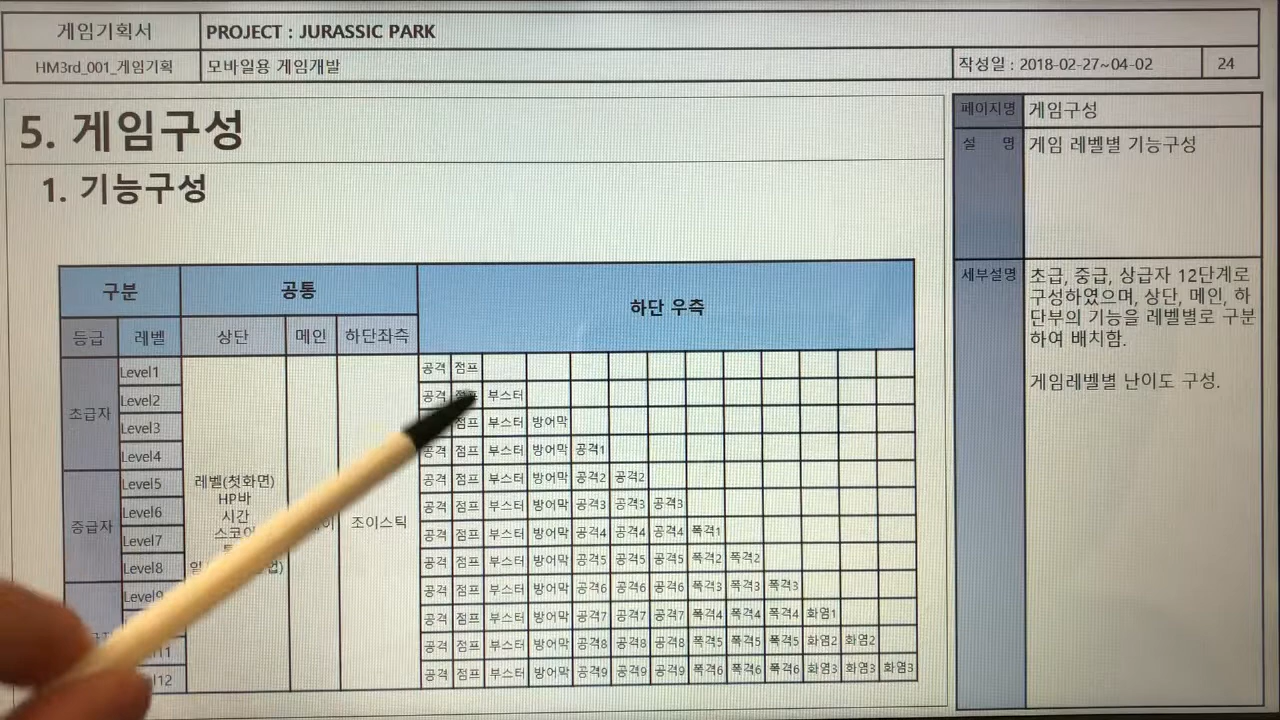 게임기획서
PROJECT : JURASSIC PARK
HM3rd_001_게임기획
모바일용 게임개발
작성일 : 2018-02-27~04-02
24
5. 게임구성
1. 기능구성
페이지명
게임구성
설 명
게임 레벨별 기능구성
세부설명
초급, 중급, 상급자 12단계로
구성하였으며, 상단, 메인, 하
단부의 기능을 레벨별로 구분
하여 배치함.
게임레벨별 난이도 구성.
구분 공통 하단 우측
등급 레벨 상단 메인 하단좌측
초급자
중급자
레벨(첫화면)
HP바
시간
조이스틱
Level1 공격 점프
Level2 공격 점프 부스터
Level3 점프 부스터 방어막
Level4 공격 점프 부스터 방어막 공격1
Level5 공격 점프 부스터 방어막 공격2 공격2
Level6 공격 점프 부스터 방어막 공격3 공격3 공격3
Level7 공격 점프 부스터 방어막 공격4 공격4 공격4 폭격1
Level8 공격 점프 부스터 방어막 공격5 공격5 공격5 폭격2 폭격2
Level9 공격 점프 부스터 방어막 공격6 공격6 공격6 폭격3 폭격3 폭격3
공격 점프 부스터 방어막 공격7 공격7 공격7 폭격4 폭격4 폭격4 화염1
공격 점프 부스터 방어막 공격8 공격8 공격8 폭격5 폭격5 폭격5 화염2 화염2
공격 점프 부스터 방어막 공격9 공격9 공격9 폭격6 폭격6 폭격6 화염3 화염3 화염3